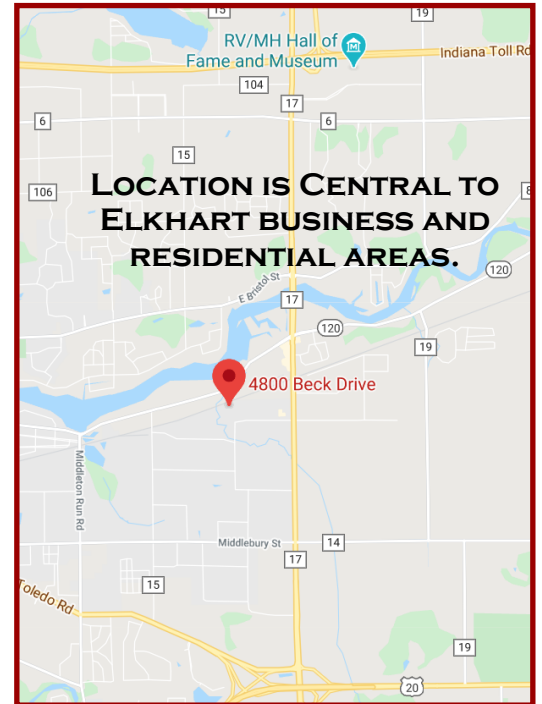 15
19
RV/MH Hall of
Fame and Museum
Indiana Toll Rd
104
17
6
6
15
106
LOCATION IS CENTRAL TO
ELKHART BUSINESS AND
RESIDENTIAL AREAS.
8
120
E Bristol St
17
120
19
4800 Beck Drive
Middleton Run Rd
Middlebury St
14
17
15
Toledo Rd
19
20